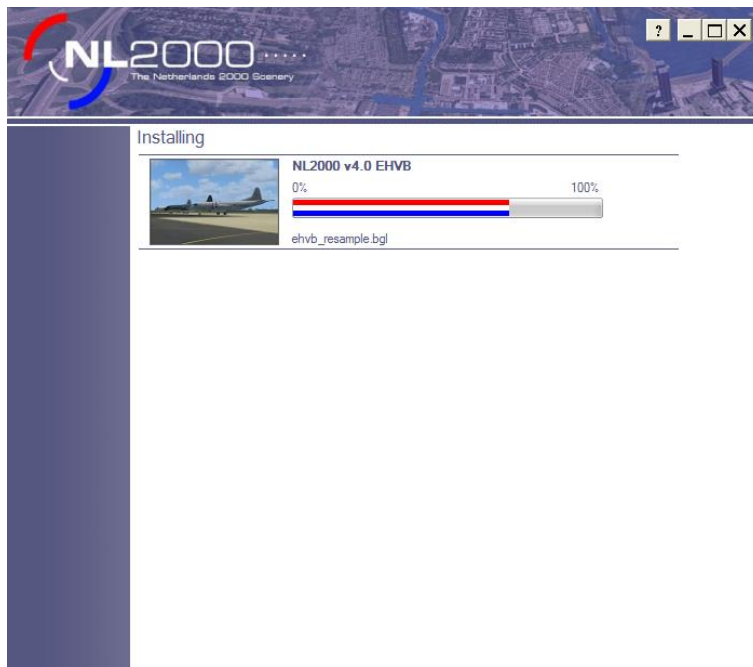 NL2000
The Netherlands 2000 Scenery
?
Installing
NL2000 v4.0 EHVB
0% 100%
ehvb_resample.bgl